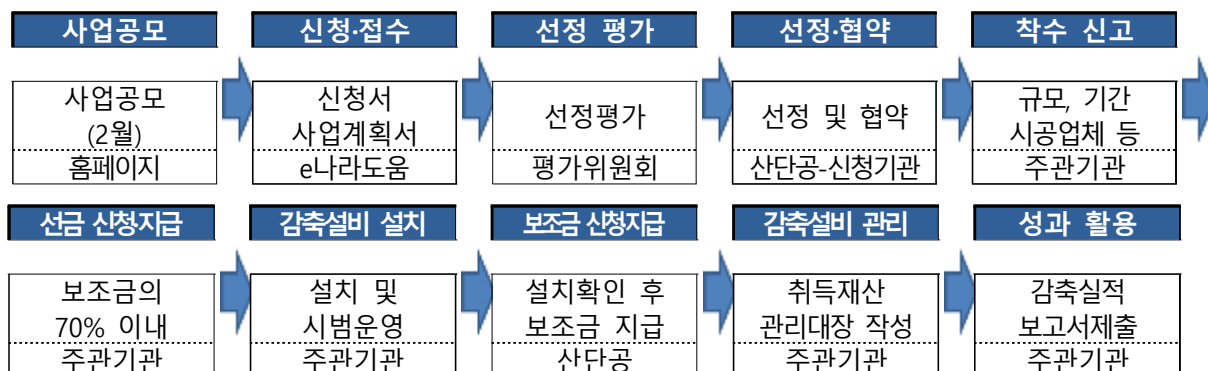 사업공모
신청·접수
선정 평가
선정·협약
착수 신고
사업공모
(2월)
홈페이지
신청서
사업계획서
e나라도움
선정평가
평가위원회
선정 및 협약
산단공-신청기관
규모, 기간
시공업체 등
주관기관
선금 신청·지급
감축설비 설치
보조금 신청·지급
감축설비 관리
성과 활용
보조금의
70% 이내
주관기관
설치 및
시범운영
주관기관
설치확인 후
보조금 지급
산단공
취득재산
관리대장 작성
주관기관
감축실적
보고서제출
주관기관